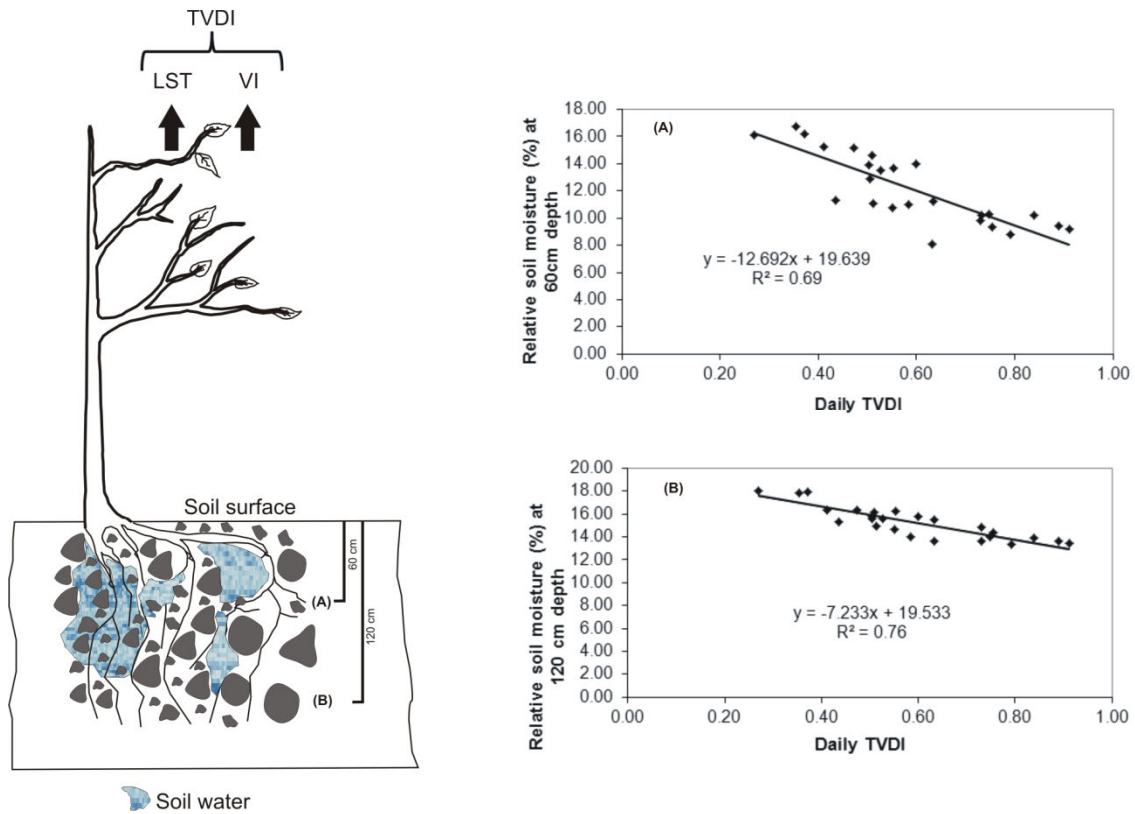 TVDI
LST VI
Soil surface
60 cm
120 cm
(A)
(B)
Soil water
Relative soil moisture (%) at
60cm depth
18.00
16.00
14.00
12.00
10.00
8.00
6.00
4.00
2.00
0.00
(A)
y = -12.692x + 19.639
R² = 0.69
0.00 0.20 0.40 0.60 0.80 1.00
Daily TVDI
Relative soil moisture (%) at
120 cm depth
20.00
18.00
16.00
14.00
12.00
10.00
8.00
6.00
4.00
2.00
0.00
(B)
y = -7.233x + 19.533
R² = 0.76
0.00 0.20 0.40 0.60 0.80 1.00
Daily TVDI